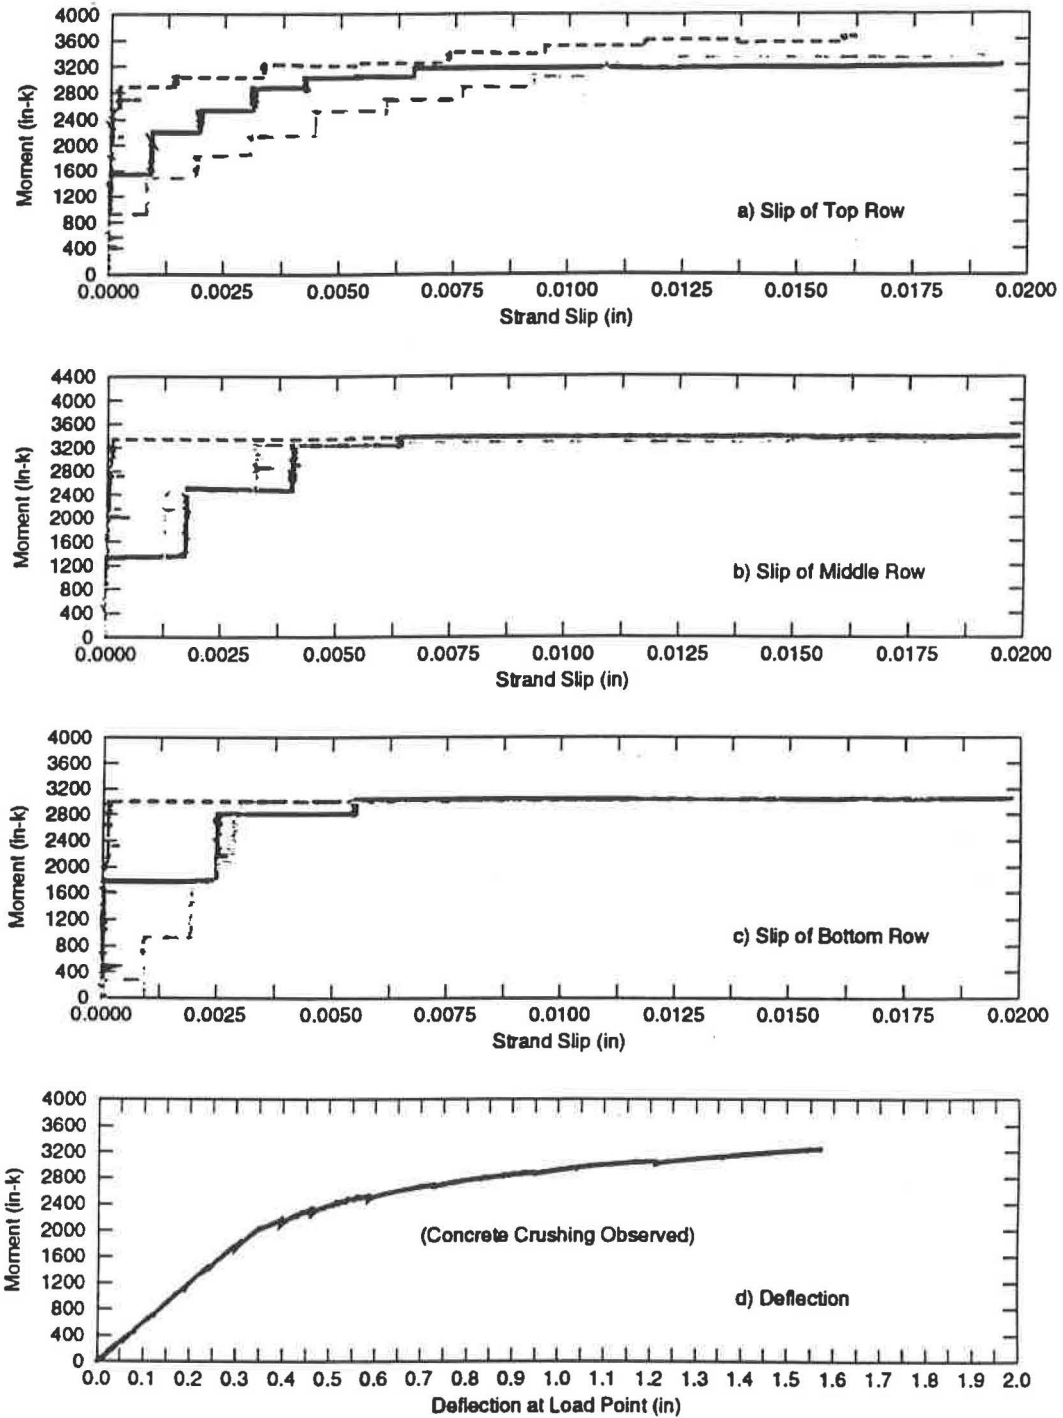 4000
3600
3200
2800
2400
2000
1600
1200
800
400
0
Moment (in-k)
a) Slip of Top Row
0.0000 0.0025 0.0050 0.0075 0.0100 0.0125 0.0150 0.0175 0.0200
Strand Slip (in)
4400
4000
3600
3200
2800
2400
2000
1600
1200
800
400
0
Moment (in-k)
b) Slip of Middle Row
0.0000 0.0025 0.0050 0.0075 0.0100 0.0125 0.0150 0.0175 0.0200
Strand Slip (in)
4000
3600
3200
2800
2400
2000
1600
1200
800
400
0
Moment (in-k)
c) Slip of Bottom Row
0.0000 0.0025 0.0050 0.0075 0.0100 0.0125 0.0150 0.0175 0.0200
Strand Slip (in)
4000
3600
3200
2800
2400
2000
1600
1200
800
400
0
Moment (in-k)
(Concrete Crushing Observed)
d) Deflection
0.0 0.1 0.2 0.3 0.4 0.5 0.6 0.7 0.8 0.9 1.0 1.1 1.2 1.3 1.4 1.5 1.6 1.7 1.8 1.9 2.0
Deflection at Load Point (in)